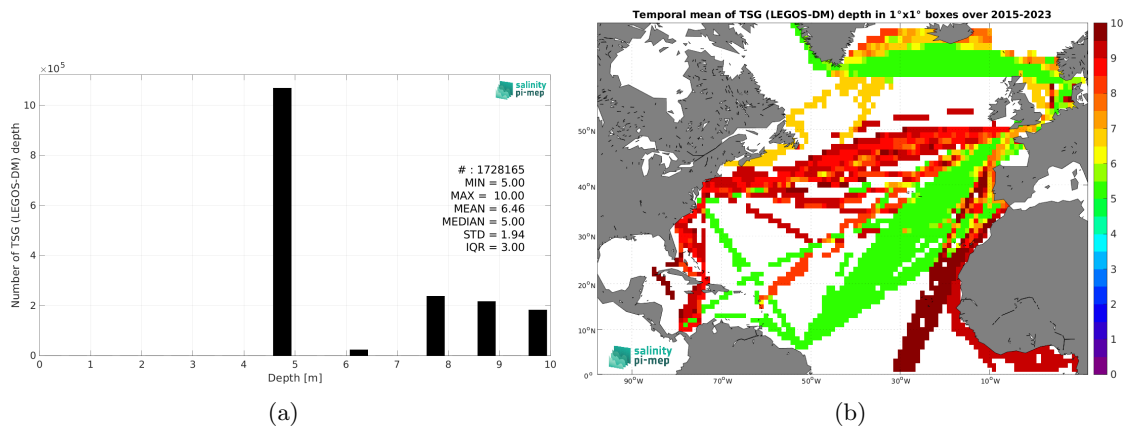 ×10⁵
salinity
pi-mep
Number of TSG (LEGOS-DM) depth
10
8
6
4
2
0
# : 1728165
MIN = 5.00
MAX = 10.00
MEAN = 6.46
MEDIAN = 5.00
STD = 1.94
IQR = 3.00
0 1 2 3 4 5 6 7 8 9 10
Depth [m]
(a)
Temporal mean of TSG (LEGOS-DM) depth in 1°x1° boxes over 2015-2023
50°N
40°N
30°N
20°N
10°N
0°
90°W 70°W 50°W 30°W 10°W
salinity
pi-mep
10
9
8
7
6
5
4
3
2
1
0
(b)